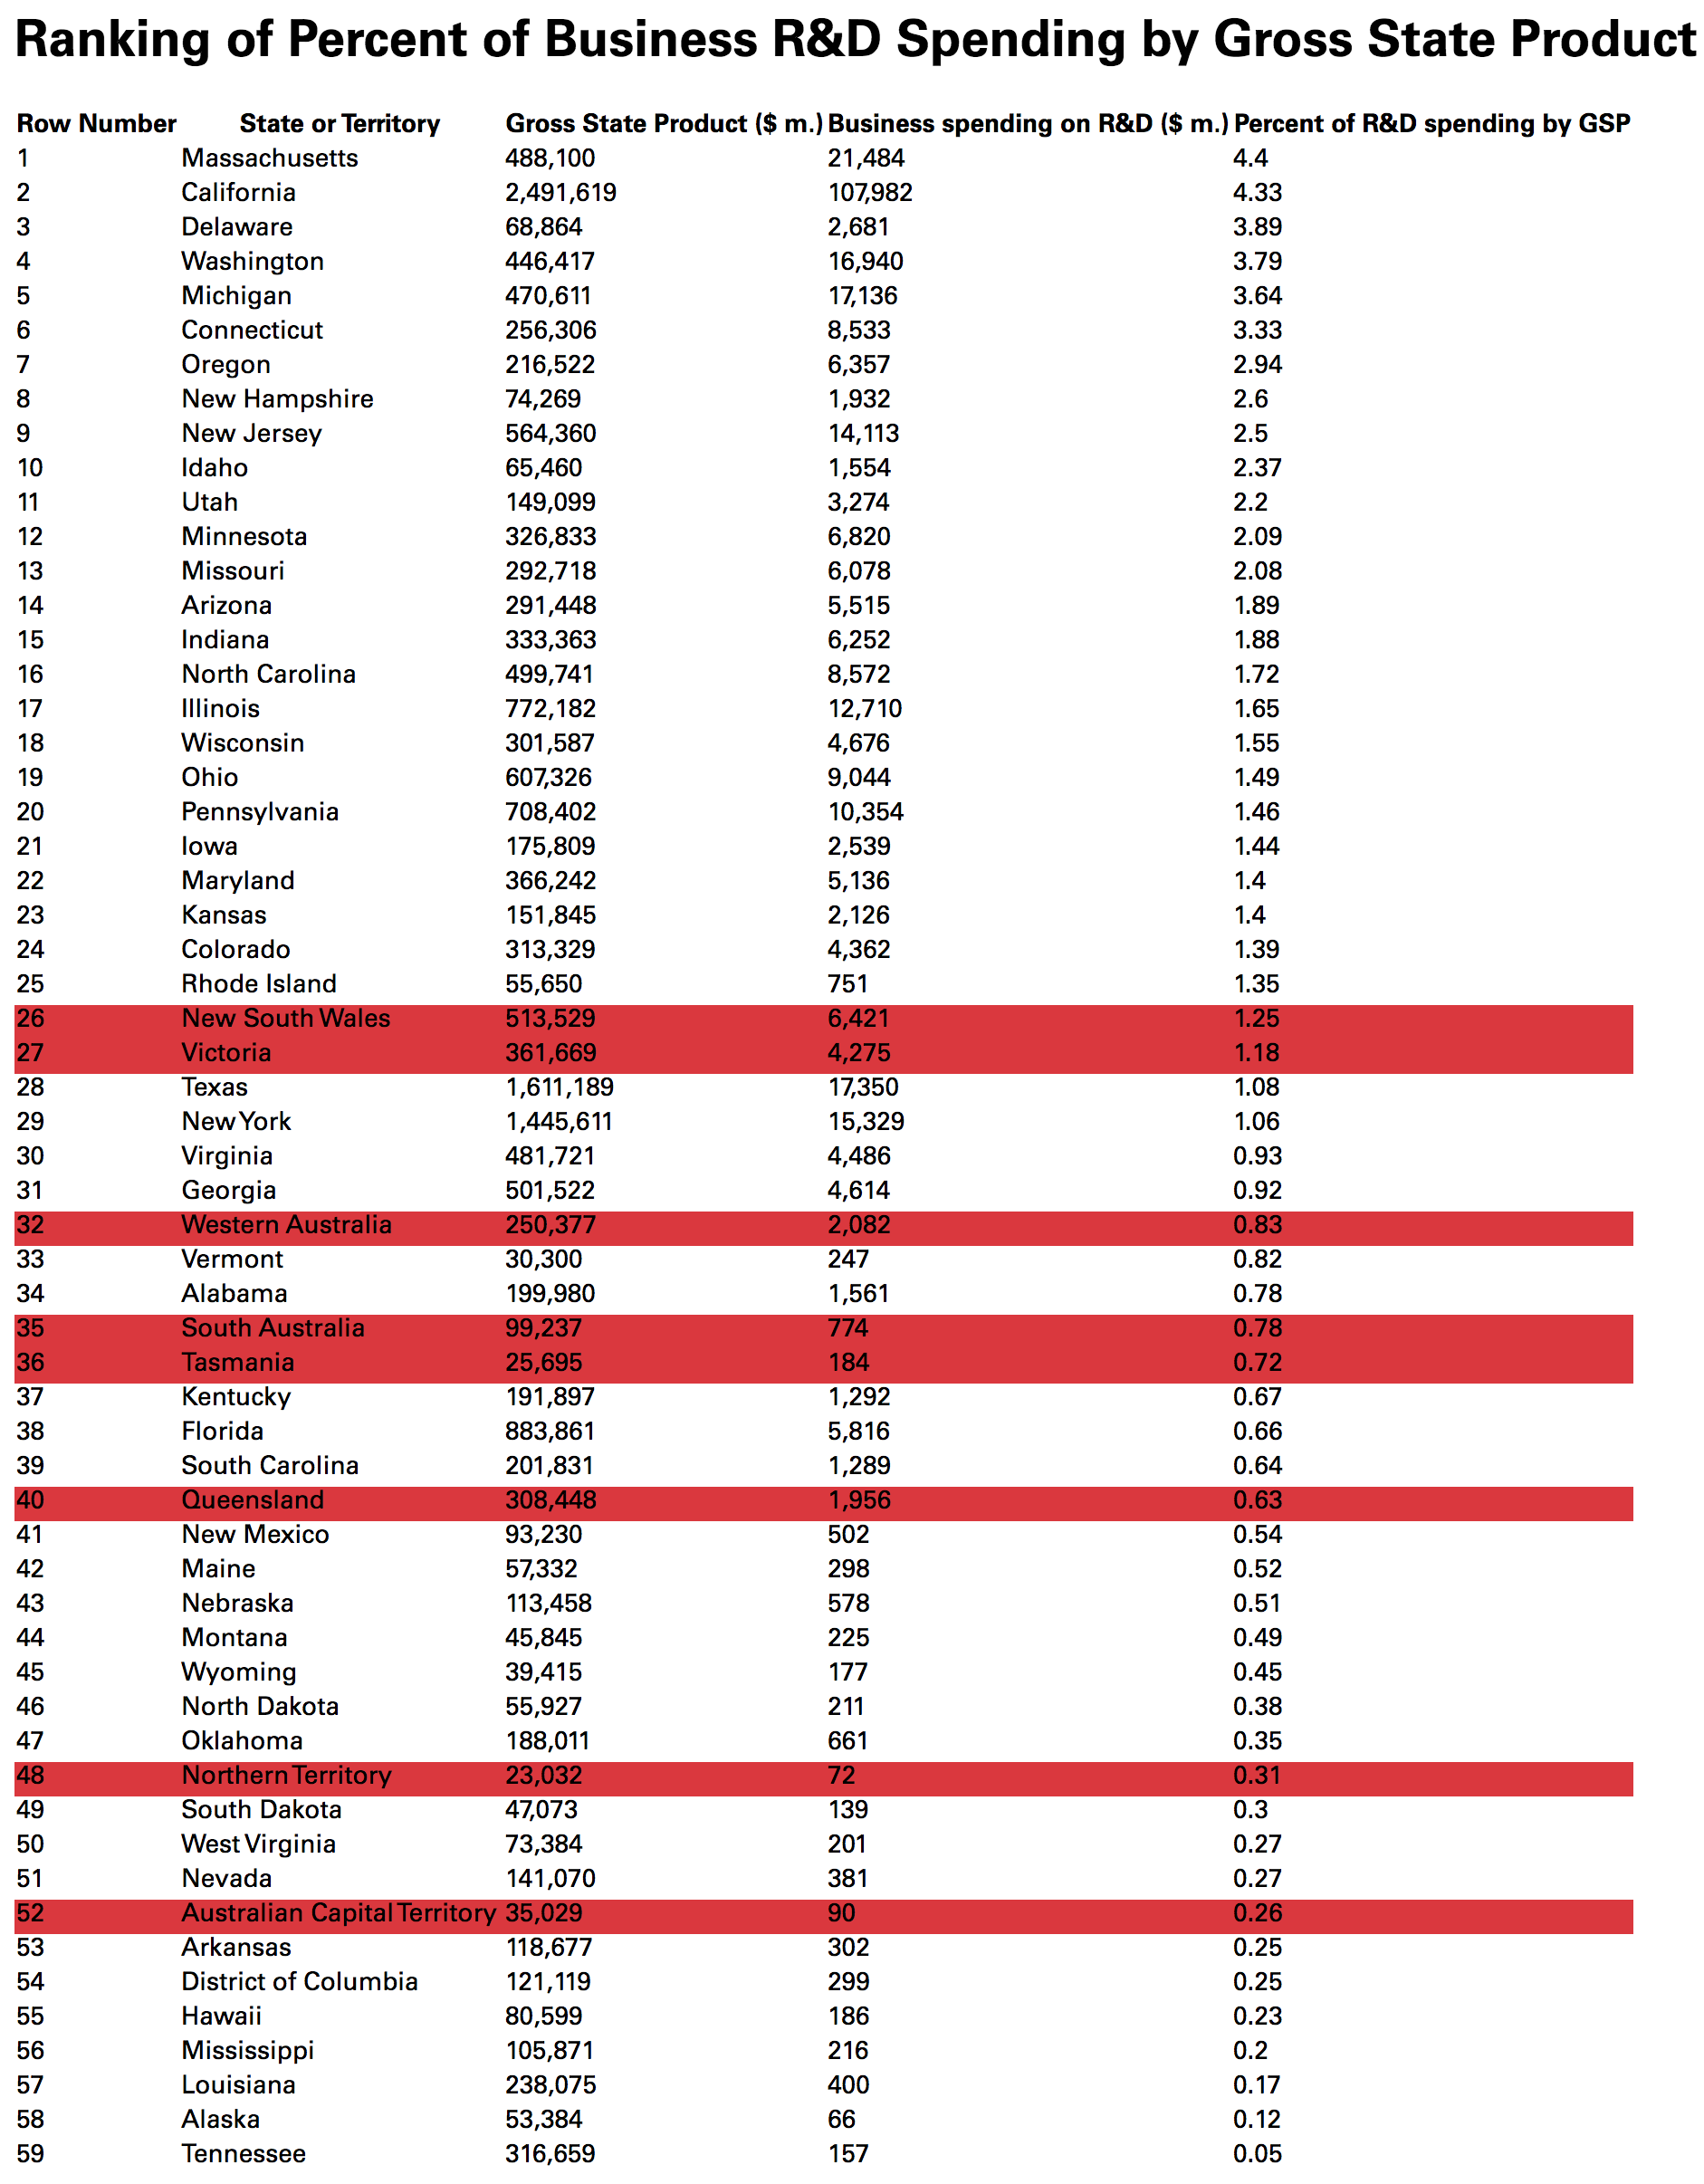 Ranking of Percent of Business R&D Spending by Gross State Product
Row Number State or Territory Gross State Product ($ m.) Business spending on R&D ($ m.) Percent of R&D spending by GSP
1 Massachusetts 488,100 21,484 4.4
2 California 2,491,619 107,982 4.33
3 Delaware 68,864 2,681 3.89
4 Washington 446,417 16,940 3.79
5 Michigan 470,611 17,136 3.64
6 Connecticut 256,306 8,533 3.33
7 Oregon 216,522 6,357 2.94
8 New Hampshire 74,269 1,932 2.6
9 New Jersey 564,360 14,113 2.5
10 Idaho 65,460 1,554 2.37
11 Utah 149,099 3,274 2.2
12 Minnesota 326,833 6,820 2.09
13 Missouri 292,718 6,078 2.08
14 Arizona 291,448 5,515 1.89
15 Indiana 333,363 6,252 1.88
16 North Carolina 499,741 8,572 1.72
17 Illinois 772,182 12,710 1.65
18 Wisconsin 301,587 4,676 1.55
19 Ohio 607,326 9,044 1.49
20 Pennsylvania 708,402 10,354 1.46
21 Iowa 175,809 2,539 1.44
22 Maryland 366,242 5,136 1.4
23 Kansas 151,845 2,126 1.4
24 Colorado 313,329 4,362 1.39
25 Rhode Island 55,650 751 1.35
26 New South Wales 513,529 6,421 1.25
27 Victoria 361,669 4,275 1.18
28 Texas 1,611,189 17,350 1.08
29 New York 1,445,611 15,329 1.06
30 Virginia 481,721 4,486 0.93
31 Georgia 501,522 4,614 0.92
32 Western Australia 250,377 2,082 0.83
33 Vermont 30,300 247 0.82
34 Alabama 199,980 1,561 0.78
35 South Australia 99,237 774 0.78
36 Tasmania 25,695 184 0.72
37 Kentucky 191,897 1,292 0.67
38 Florida 883,861 5,816 0.66
39 South Carolina 201,831 1,289 0.64
40 Queensland 308,448 1,956 0.63
41 New Mexico 93,230 502 0.54
42 Maine 57,332 298 0.52
43 Nebraska 113,458 578 0.51
44 Montana 45,845 225 0.49
45 Wyoming 39,415 177 0.45
46 North Dakota 55,927 211 0.38
47 Oklahoma 188,011 661 0.35
48 Northern Territory 23,032 72 0.31
49 South Dakota 47,073 139 0.3
50 West Virginia 73,384 201 0.27
51 Nevada 141,070 381 0.27
52 Australian Capital Territory 35,029 90 0.26
53 Arkansas 118,677 302 0.25
54 District of Columbia 121,119 299 0.25
55 Hawaii 80,599 186 0.23
56 Mississippi 105,871 216 0.2
57 Louisiana 238,075 400 0.17
58 Alaska 53,384 66 0.12
59 Tennessee 316,659 157 0.05